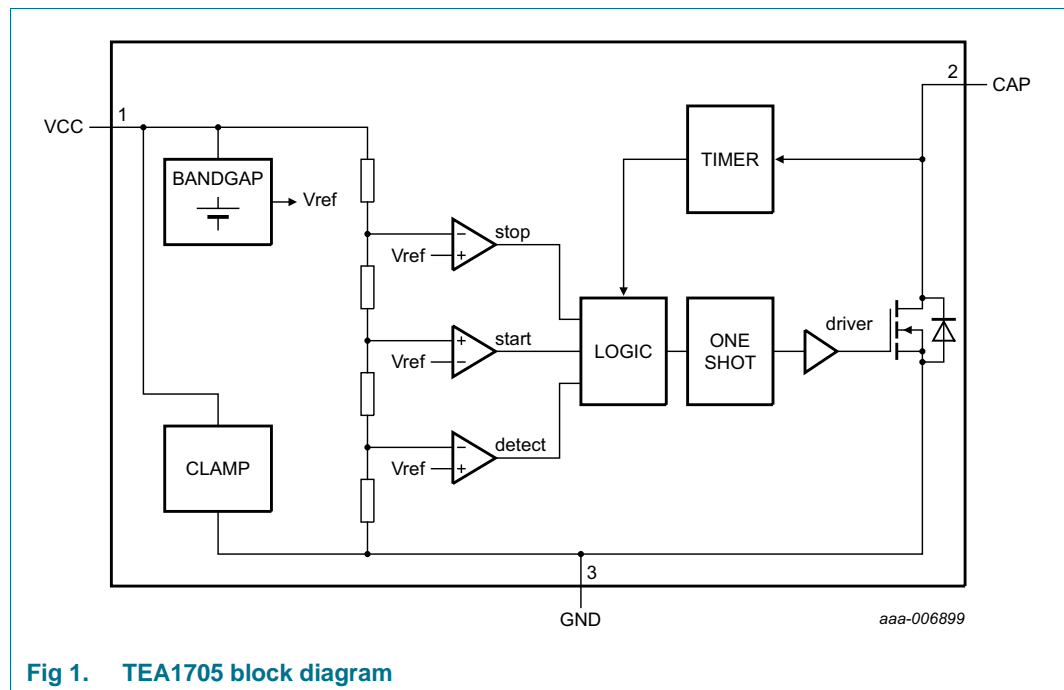 2
CAP
1
VCC
TIMER
BANDGAP
Vref
stop
− +
Vref
driver
start
+ −
Vref
LOGIC
ONE
SHOT
detect
− +
Vref
CLAMP
3
GND
aaa-006899
Fig 1. TEA1705 block diagram